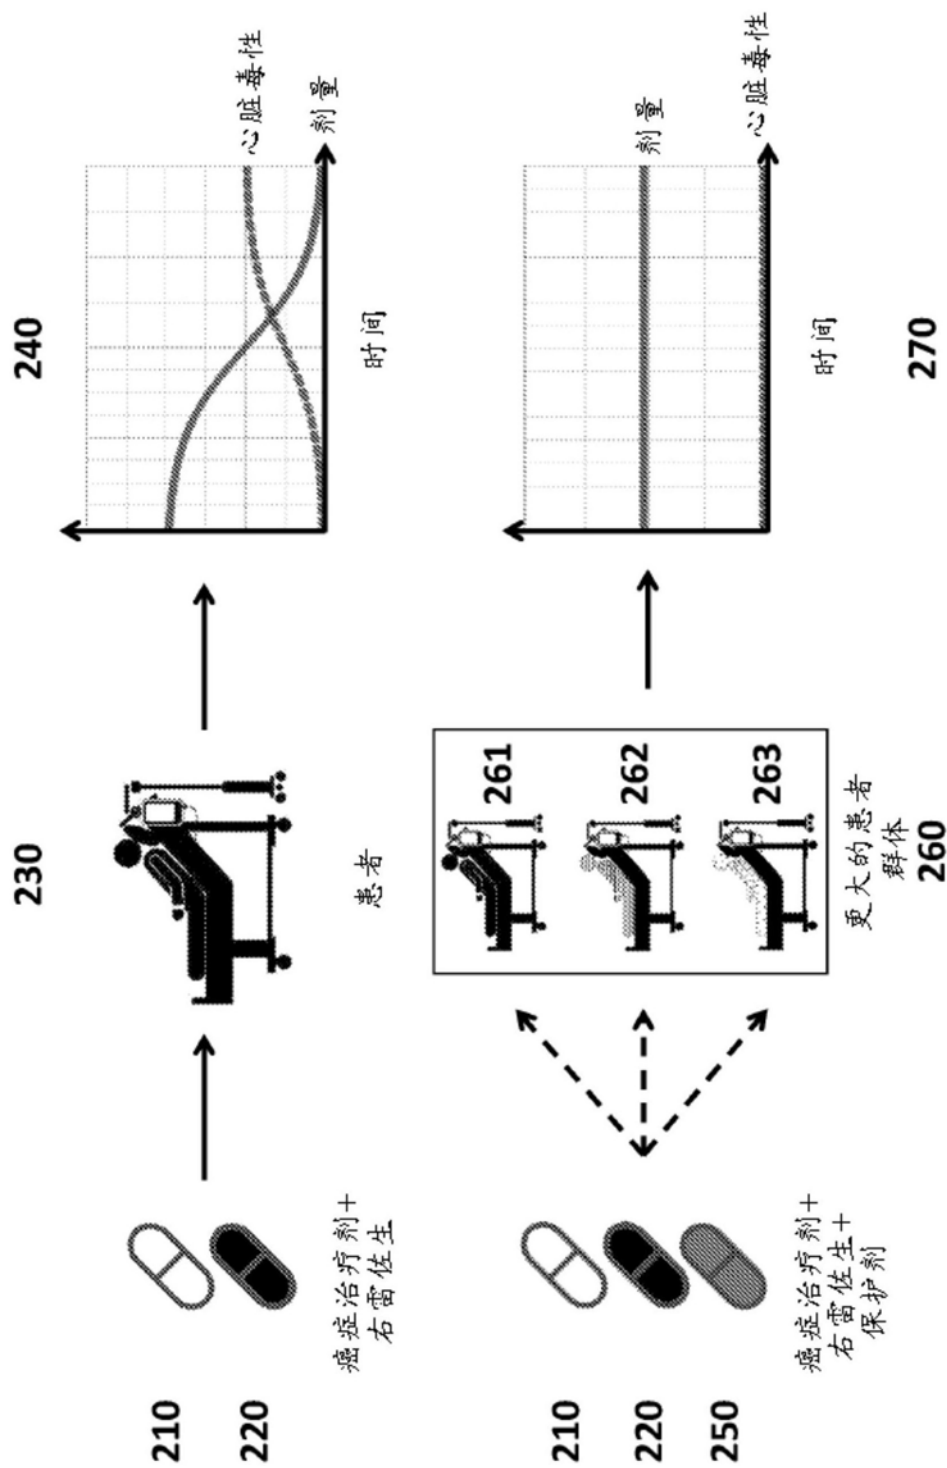 210
220
癌症治疗剂+
右雷佐生
230
患者
240
心脏毒性
剂量
时间
210
220
250
癌症治疗剂+
右雷佐生+
保护剂
261
262
263
更大的患者
群体
260
剂量
心脏毒性
时间
270